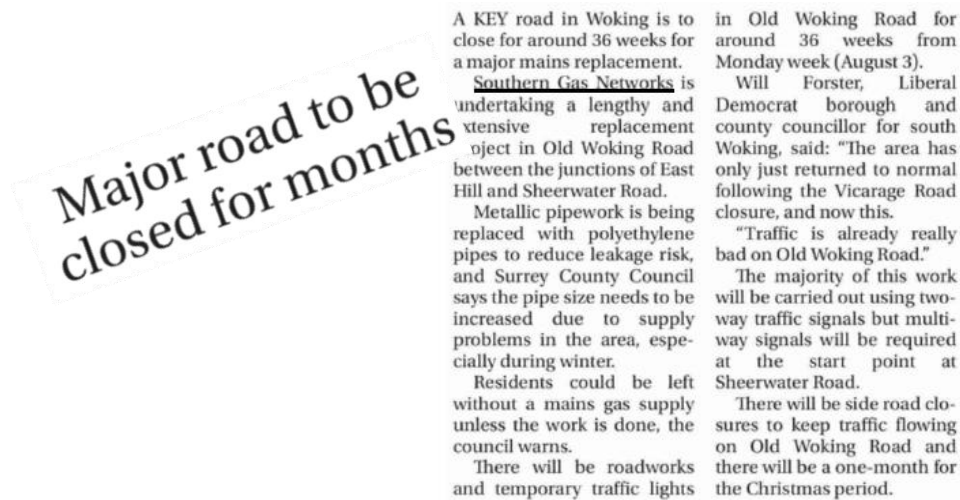 Major road to be
closed for months
A KEY road in Woking is to
close for around 36 weeks for
a major mains replacement.
Southern Gas Networks is
undertaking a lengthy and
xtensive replacement
oject in Old Woking Road
between the junctions of East
Hill and Sheerwater Road.
Metallic pipework is being
replaced with polyethylene
pipes to reduce leakage risk,
and Surrey County Council
says the pipe size needs to be
increased due to supply
problems in the area, espe-
cially during winter.
Residents could be left
without a mains gas supply
unless the work is done, the
council warns.
There will be roadworks
and temporary traffic lights
in Old Woking Road for
around 36 weeks from
Monday week (August 3).
Will Forster, Liberal
Democrat borough and
county councillor for south
Woking, said: “The area has
only just returned to normal
following the Vicarage Road
closure, and now this.
“Traffic is already really
bad on Old Woking Road.”
The majority of this work
will be carried out using two-
way traffic signals but multi-
way signals will be required
at the start point at
Sheerwater Road.
There will be side road clo-
sures to keep traffic flowing
on Old Woking Road and
there will be a one-month for
the Christmas period.